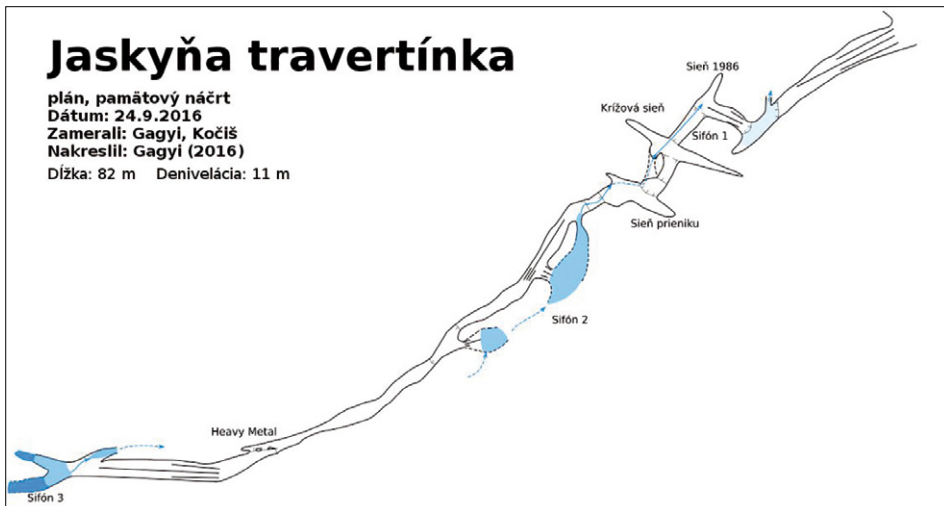 Jaskyňa travertínka
plán, pamätový náčrt
Dátum: 24.9.2016
Zamerali: Gagyi, Kočiš
Nakreslil: Gagyi (2016)
Dĺžka: 82 m Denivelácia: 11 m
Sieň 1986
Krížová sieň
Sifón 1
Sieň prieniku
Sifón 2
Heavy Metal
Sifón 3